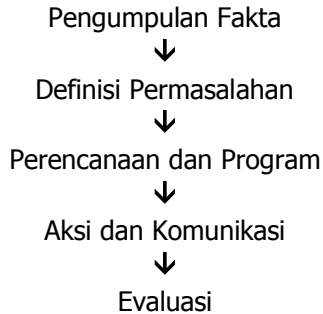 Pengumpulan Fakta
↓
Definisi Permasalahan
↓
Perencanaan dan Program
↓
Aksi dan Komunikasi
↓
Evaluasi